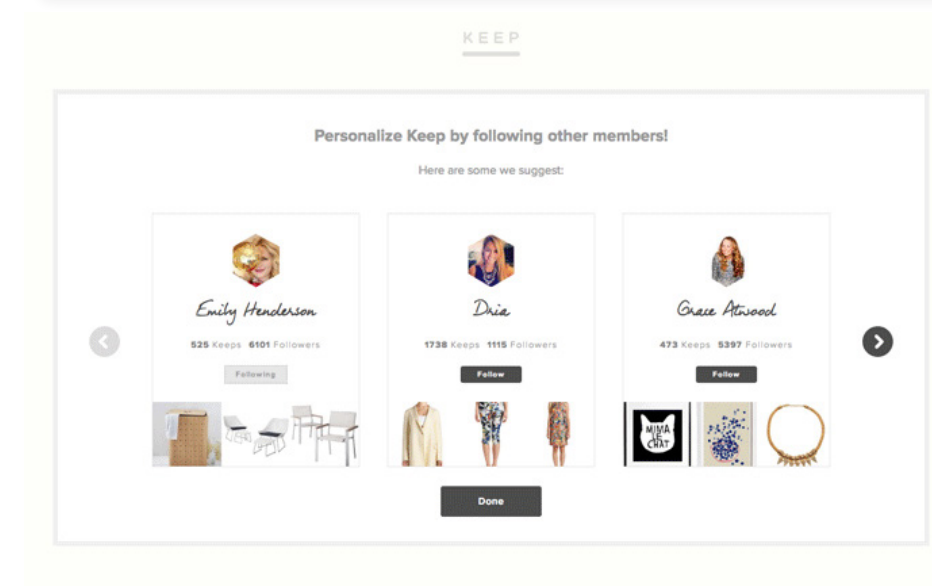 KEEP
Personalize Keep by following other members!
Here are some we suggest:
Emily Henderson
525 Keeps 6101 Followers
Following
Dria
1738 Keeps 1115 Followers
Follow
Grace Atwood
473 Keeps 5397 Followers
Follow
MIMA
LE
CHAT
Done